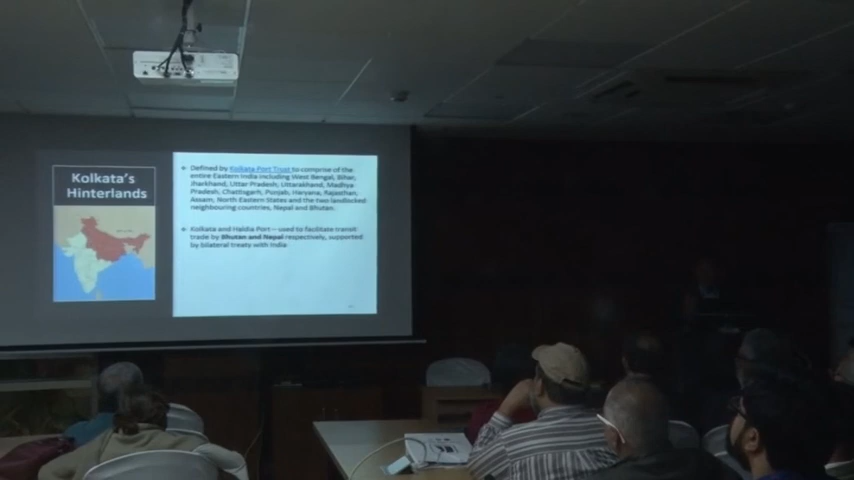 Kolkata's
Hinterlands
Defined by Kolkata Port Trust to comprise of the
entire Eastern India including West Bengal, Bihar,
Jharkhand, Uttar Pradesh, Uttarakhand, Madhya
Pradesh, Chattisgarh, Punjab, Haryana, Rajasthan,
Assam, North Eastern States and the two landlocked
neighbouring countries, Nepal and Bhutan.
Kolkata and Haldia Port – used to facilitate transit
trade by Bhutan and Nepal respectively, supported
by bilateral treaty with India